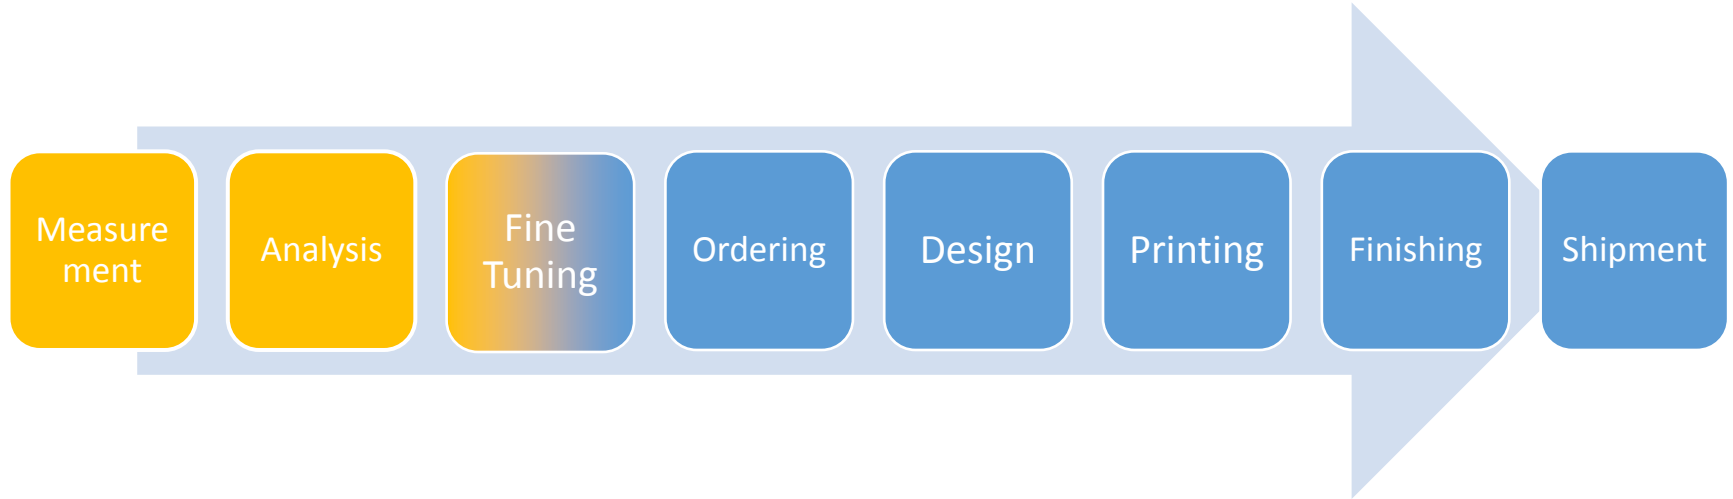 Measure
ment
Analysis
Fine
Tuning
Ordering
Design
Printing
Finishing
Shipment